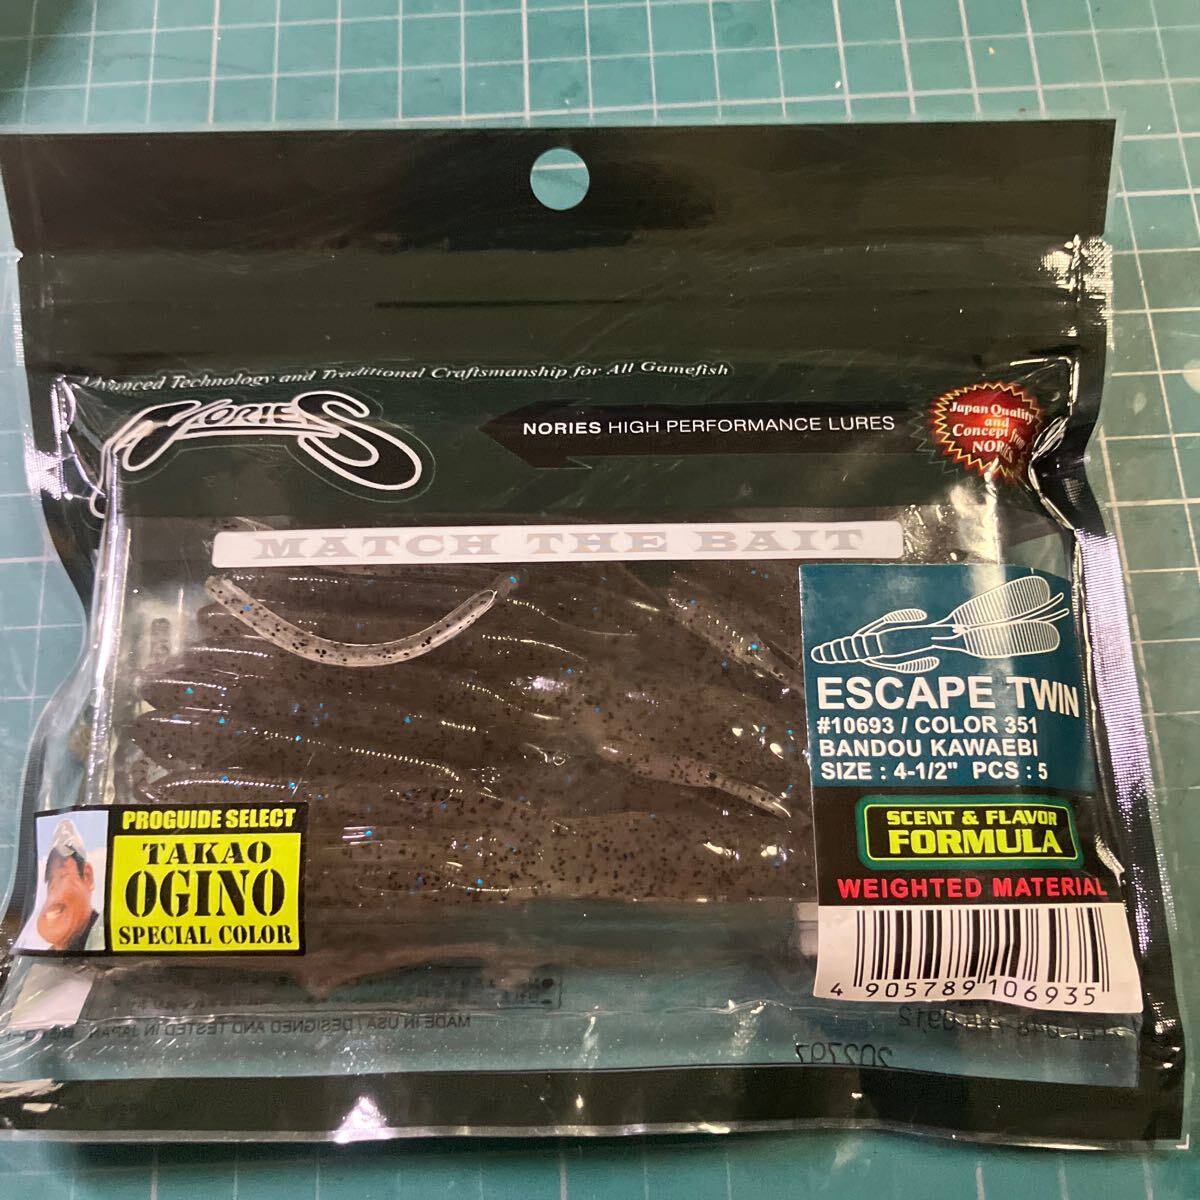 Advanced Technology and Traditional Craftsmanship for All Gamefish
NORIES
NORIES HIGH PERFORMANCE LURES
Japan Quality
and
Concept from
NORIES
MATCH THE BAIT
ESCAPE TWIN
#10693 / COLOR 351
BANDOU KAWAEBI
SIZE : 4-1/2" PCS : 5
SCENT & FLAVOR
FORMULA
WEIGHTED MATERIAL
4 905789 106935
PROGUIDE SELECT
TAKAO
OGINO
SPECIAL COLOR
MADE IN USA / DESIGNED AND TESTED IN JAPAN